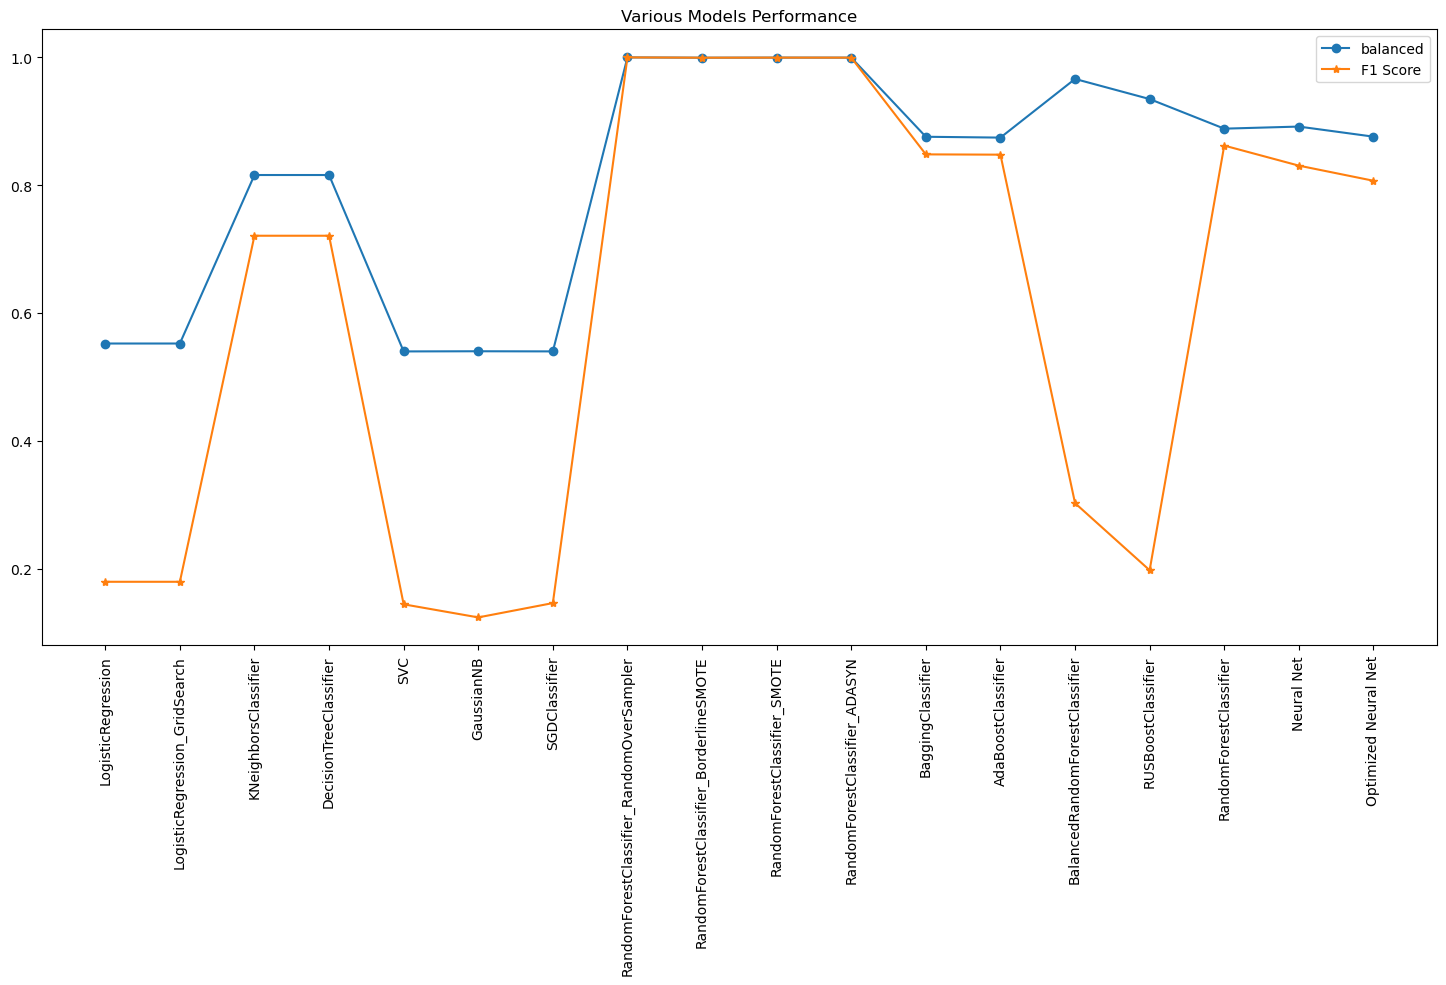 Various Models Performance
balanced
F1 Score
1.0
0.8
0.6
0.4
0.2
LogisticRegression
LogisticRegression_GridSearch
KNeighborsClassifier
DecisionTreeClassifier
SVC
GaussianNB
SGDClassifier
RandomForestClassifier_RandomOverSampler
RandomForestClassifier_BorderlineSMOTE
RandomForestClassifier_SMOTE
RandomForestClassifier_ADASYN
BaggingClassifier
AdaBoostClassifier
BalancedRandomForestClassifier
RUSBoostClassifier
RandomForestClassifier
Neural Net
Optimized Neural Net